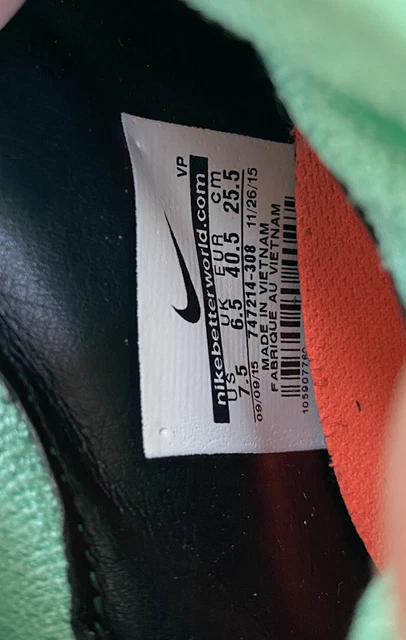 VP
nikebetterworld.com
US UK EUR cm
7.5 6.5 40.5 25.5
09/09/15 747214-308 11/26/15
MADE IN VIETNAM
FABRIQUE AU VIETNAM